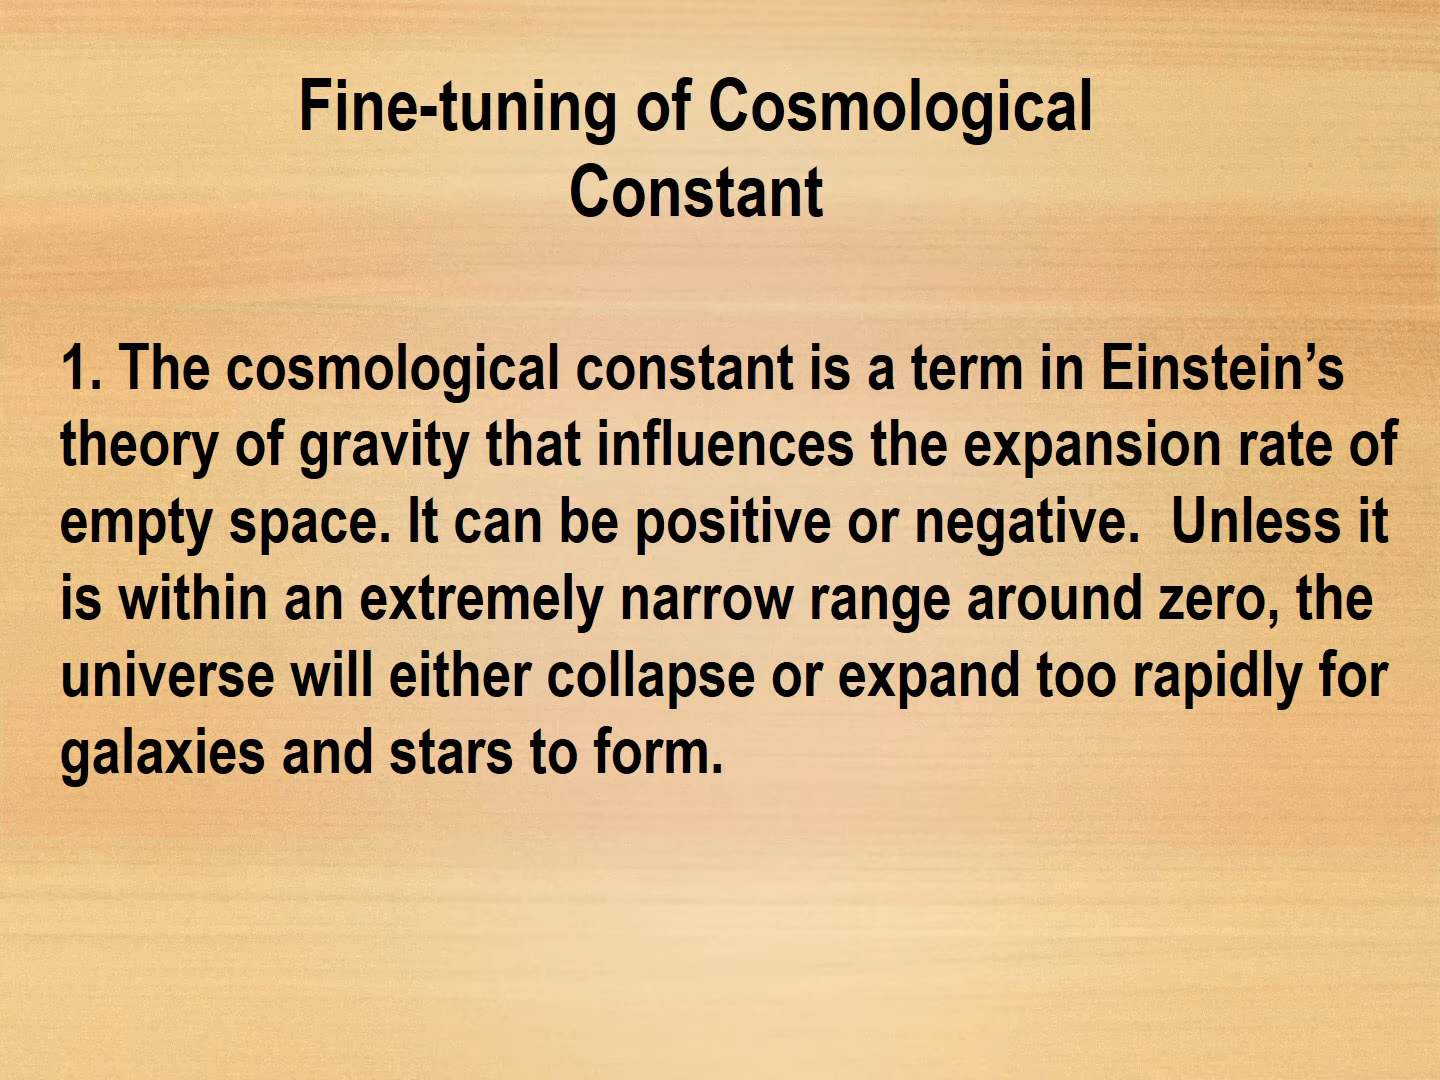 Fine-tuning of Cosmological
Constant
1. The cosmological constant is a term in Einstein’s
theory of gravity that influences the expansion rate of
empty space. It can be positive or negative.  Unless it
is within an extremely narrow range around zero, the
universe will either collapse or expand too rapidly for
galaxies and stars to form.